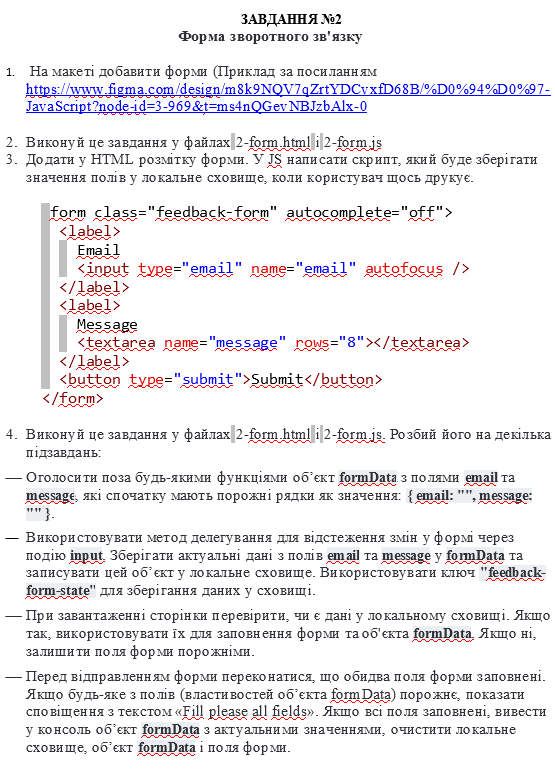 ЗАВДАННЯ №2
Форма зворотного зв'язку
1. На макеті добавити форми (Приклад за посиланням
https://www.figma.com/design/m8k9NQV7qZrtYDCvxfD68B/%D0%94%D0%97-
JavaScript?node-id=3-969&t=ms4nQGevNBJzbAlx-0
2. Виконуй це завдання у файлах 2-form.html і 2-form.js
3. Додати у HTML розмітку форми. У JS написати скрипт, який буде зберігати
значення полів у локальне сховище, коли користувач щось друкує.
form class="feedback-form" autocomplete="off">
<label>
Email
<input type="email" name="email" autofocus />
</label>
<label>
Message
<textarea name="message" rows="8"></textarea>
</label>
<button type="submit">Submit</button>
</form>
4. Виконуй це завдання у файлах 2-form.html і 2-form.js. Розбий його на декілька
підзавдань:
— Оголосити поза будь-якими функціями об’єкт formData з полями email та
message, які спочатку мають порожні рядки як значення: { email: "", message:
"" }.
— Використовувати метод делегування для відстеження змін у формі через
подію input. Зберігати актуальні дані з полів email та message у formData та
записувати цей об’єкт у локальне сховище. Використовувати ключ "feedback-
form-state" для зберігання даних у сховищі.
— При завантаженні сторінки перевірити, чи є дані у локальному сховищі. Якщо
так, використовувати їх для заповнення форми та об'єкта formData. Якщо ні,
залишити поля форми порожніми.
— Перед відправленням форми переконатися, що обидва поля форми заповнені.
Якщо будь-яке з полів (властивостей об’єкта formData) порожнє, показати
сповіщення з текстом «Fill please all fields». Якщо всі поля заповнені, вивести
у консоль об’єкт formData з актуальними значеннями, очистити локальне
сховище, об’єкт formData і поля форми.